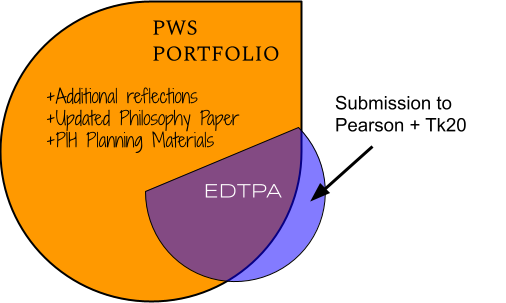 PWS
PORTFOLIO
+Additional reflections
+Updated Philosophy Paper
+PIH Planning Materials
EDTPA
Submission to
Pearson + Tk20